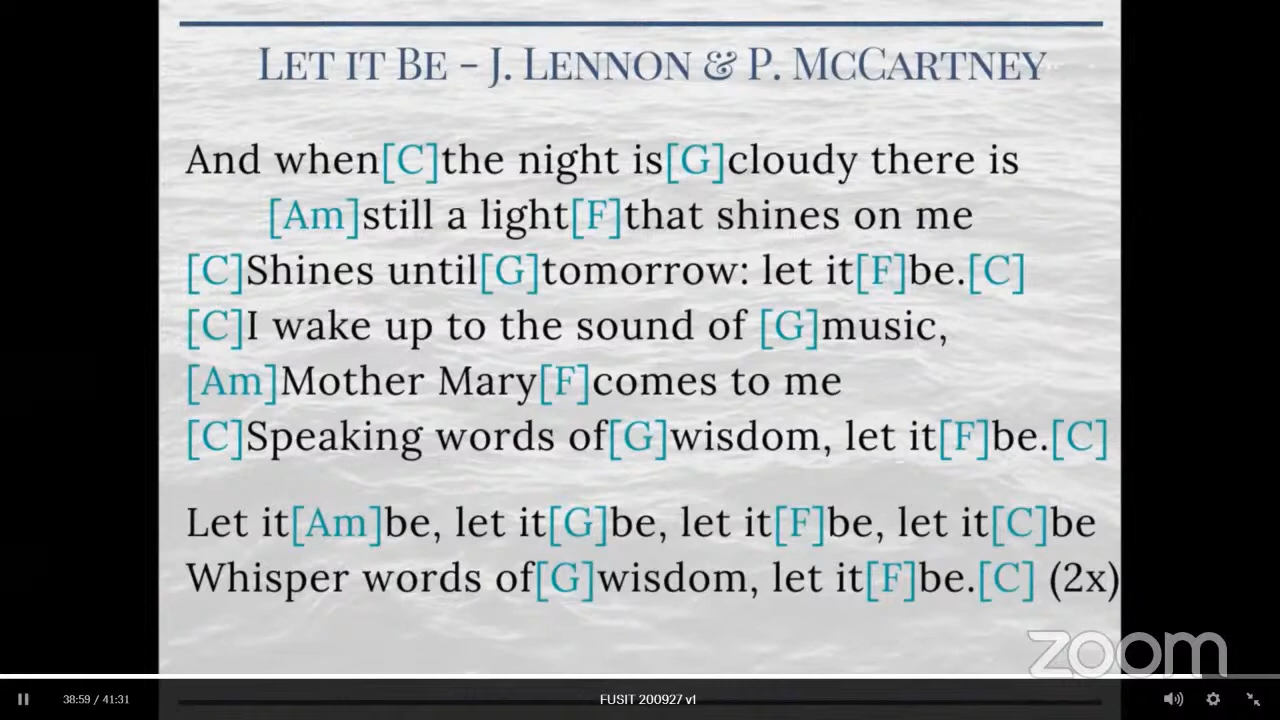 LET IT BE – J. LENNON & P. MCCARTNEY
And when[C]the night is[G]cloudy there is
[Am]still a light[F]that shines on me
[C]Shines until[G]tomorrow: let it[F]be.[C]
[C]I wake up to the sound of [G]music,
[Am]Mother Mary[F]comes to me
[C]Speaking words of[G]wisdom, let it[F]be.[C]
Let it[Am]be, let it[G]be, let it[F]be, let it[C]be
Whisper words of[G]wisdom, let it[F]be.[C] (2x)
zoom
38:59 / 41:31 FUSIT 200927 v1